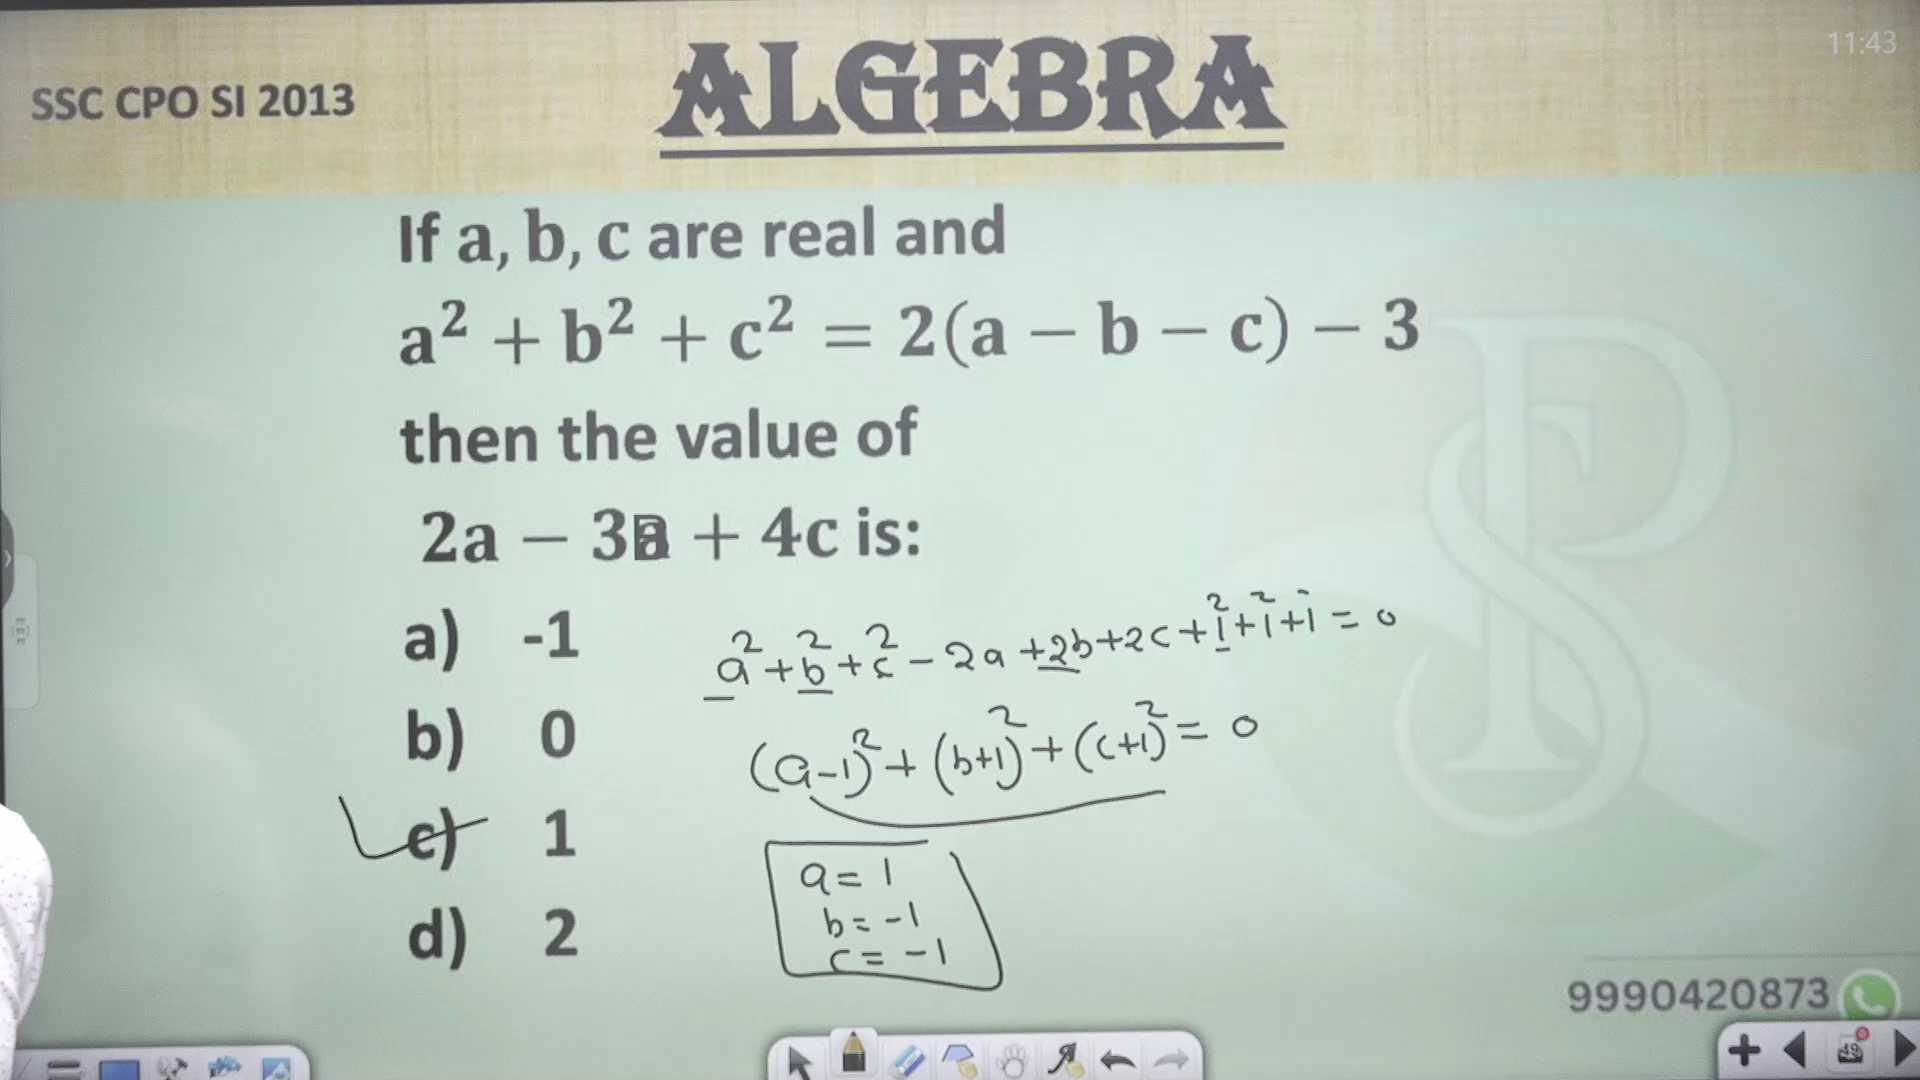 11:43
SSC CPO SI 2013
ALGEBRA
If a, b, c are real and
a² + b² + c² = 2(a − b − c) − 3
then the value of
2a − 3 + 4c is:
a) -1
b) 0
c) 1
d) 2
a² + b² + c² − 2a + 2b + 2c + 1² + 1² + 1 = 0
(a−1)² + (b+1)² + (c+1)² = 0
a = 1
b = -1
c = -1
9990420873
49